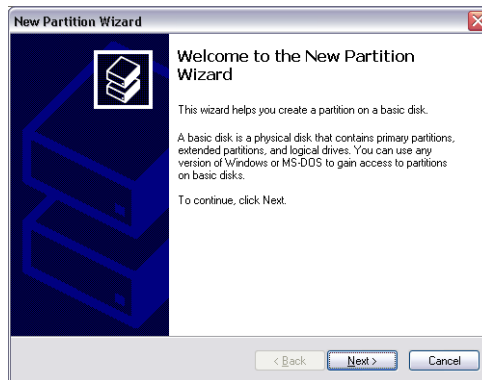 New Partition Wizard
Welcome to the New Partition
Wizard
This wizard helps you create a partition on a basic disk.
A basic disk is a physical disk that contains primary partitions,
extended partitions, and logical drives. You can use any
version of Windows or MS-DOS to gain access to partitions
on basic disks.
To continue, click Next.
< Back
Next >
Cancel